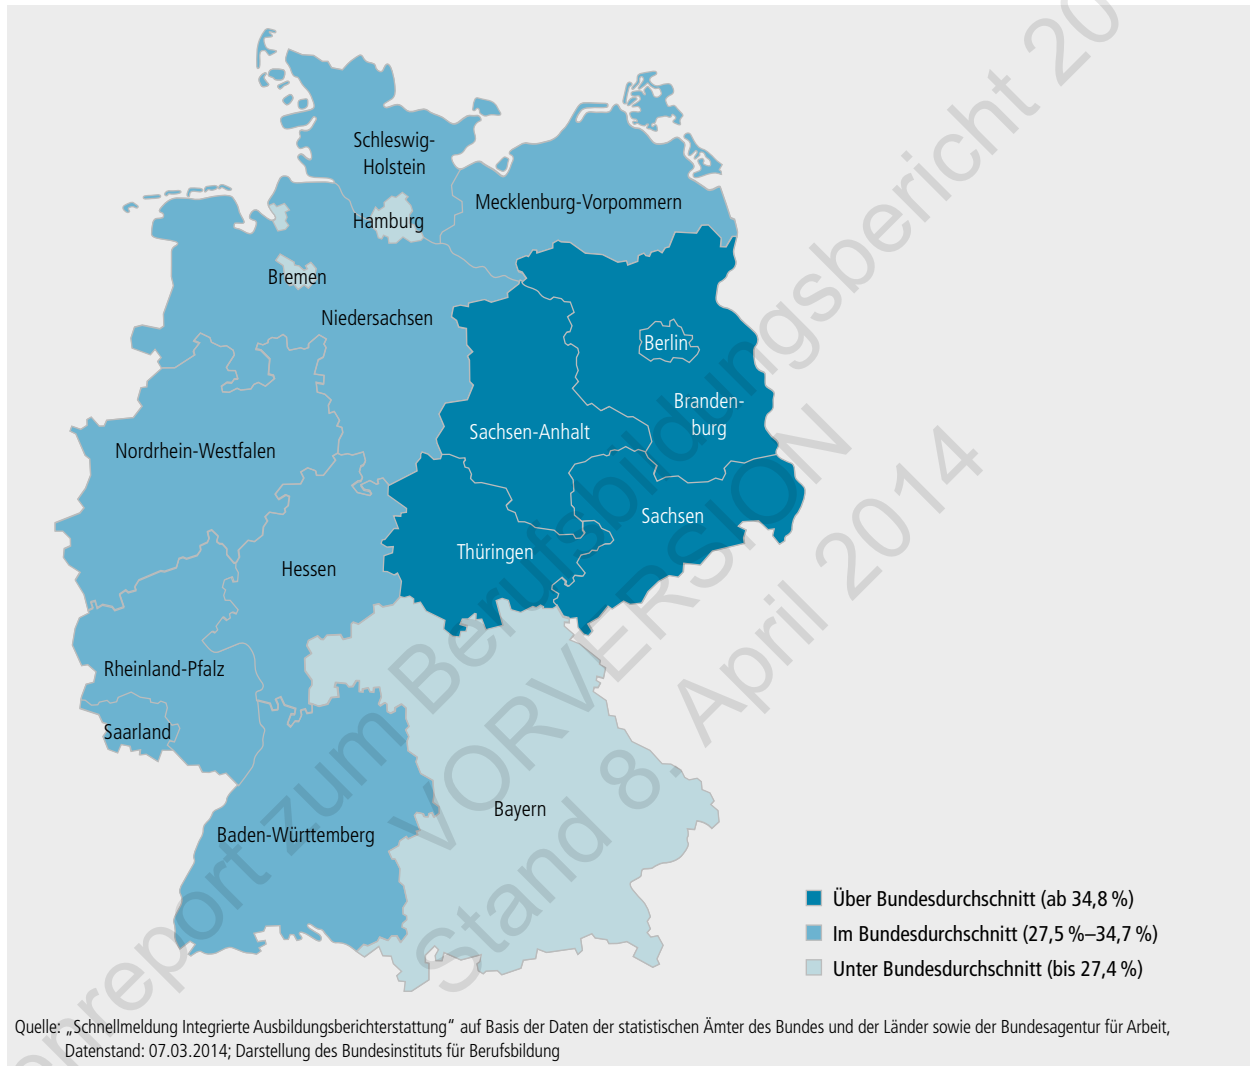 Schleswig-
Holstein
Mecklenburg-Vorpommern
Hamburg
Bremen
Niedersachsen
Berlin
Branden-
burg
Sachsen-Anhalt
Nordrhein-Westfalen
Sachsen
Thüringen
Hessen
Rheinland-Pfalz
Saarland
Bayern
Baden-Württemberg
Über Bundesdurchschnitt (ab 34,8 %)
Im Bundesdurchschnitt (27,5 %–34,7 %)
Unter Bundesdurchschnitt (bis 27,4 %)
Quelle: „Schnellmeldung Integrierte Ausbildungsberichterstattung“ auf Basis der Daten der statistischen Ämter des Bundes und der Länder sowie der Bundesagentur für Arbeit,
Datenstand: 07.03.2014; Darstellung des Bundesinstituts für Berufsbildung
zum Berufsbildungsbericht 20
VORVERSION
Stand 8. April 2014